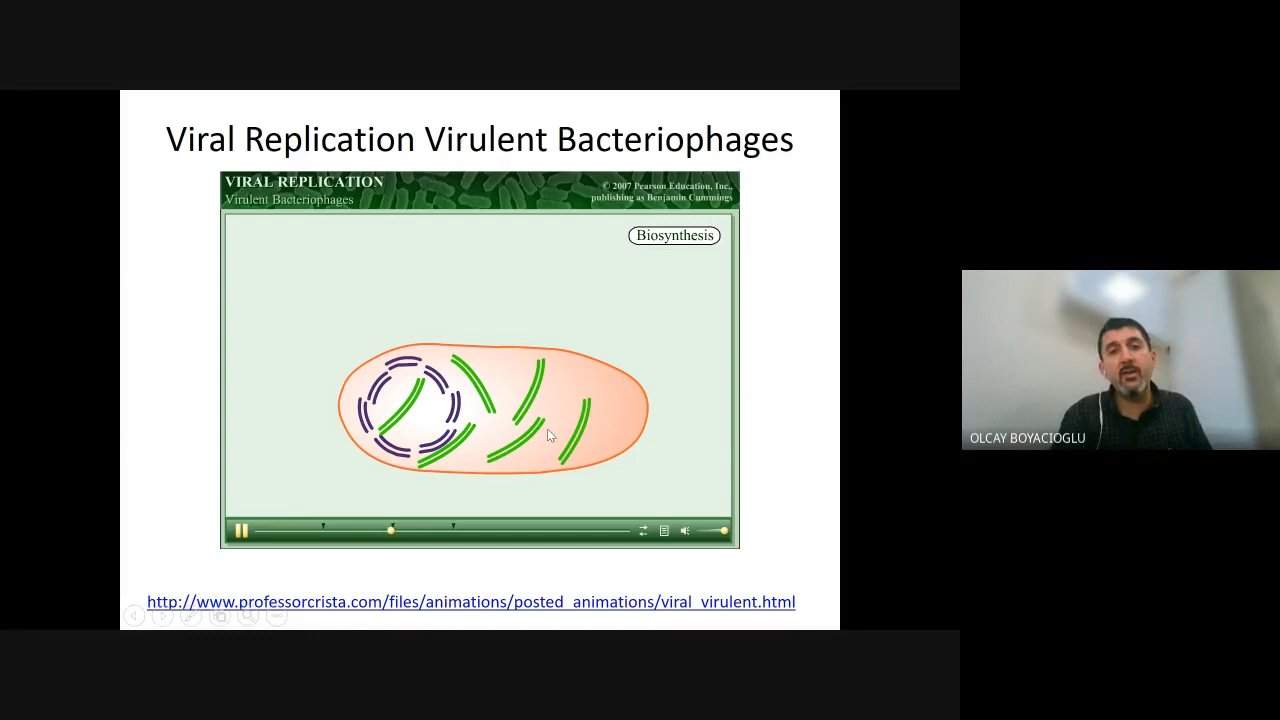 Viral Replication Virulent Bacteriophages
VIRAL REPLICATION
Virulent Bacteriophages
© 2007 Pearson Education, Inc.,
publishing as Benjamin Cummings
Biosynthesis
http://www.professorcrista.com/files/animations/posted_animations/viral_virulent.html
OLCAY BOYACIOGLU